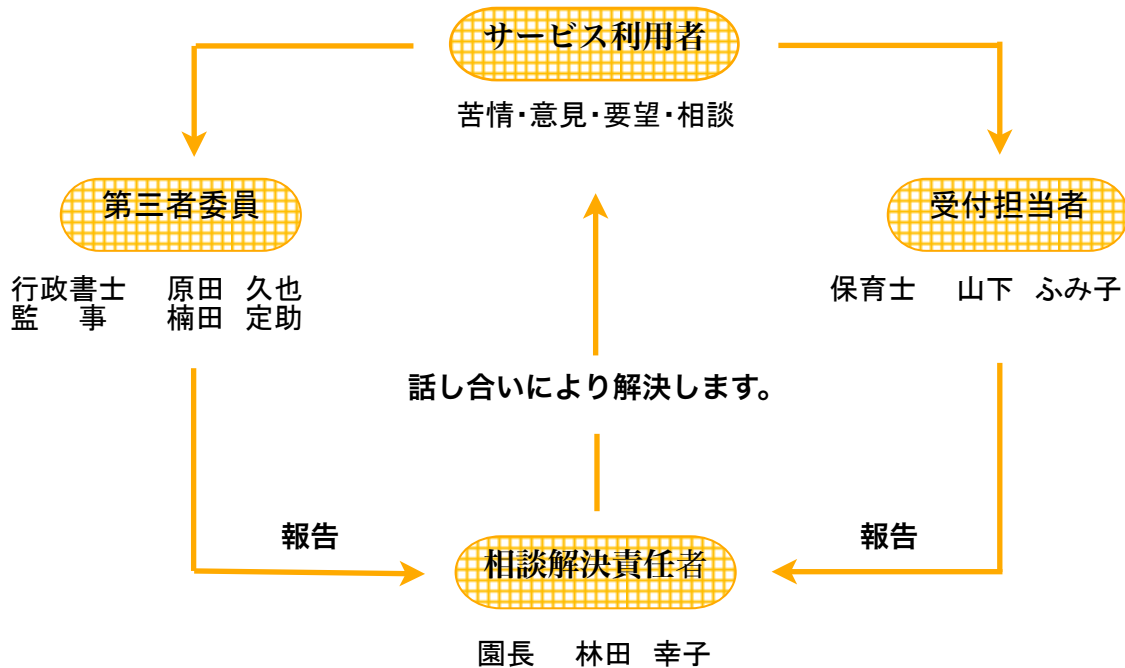 サービス利用者
苦情・意見・要望・相談
第三者委員
受付担当者
行政書士 原田 久也
監 事 楠田 定助
保育士 山下 ふみ子
話し合いにより解決します。
報告
報告
相談解決責任者
園長 林田 幸子